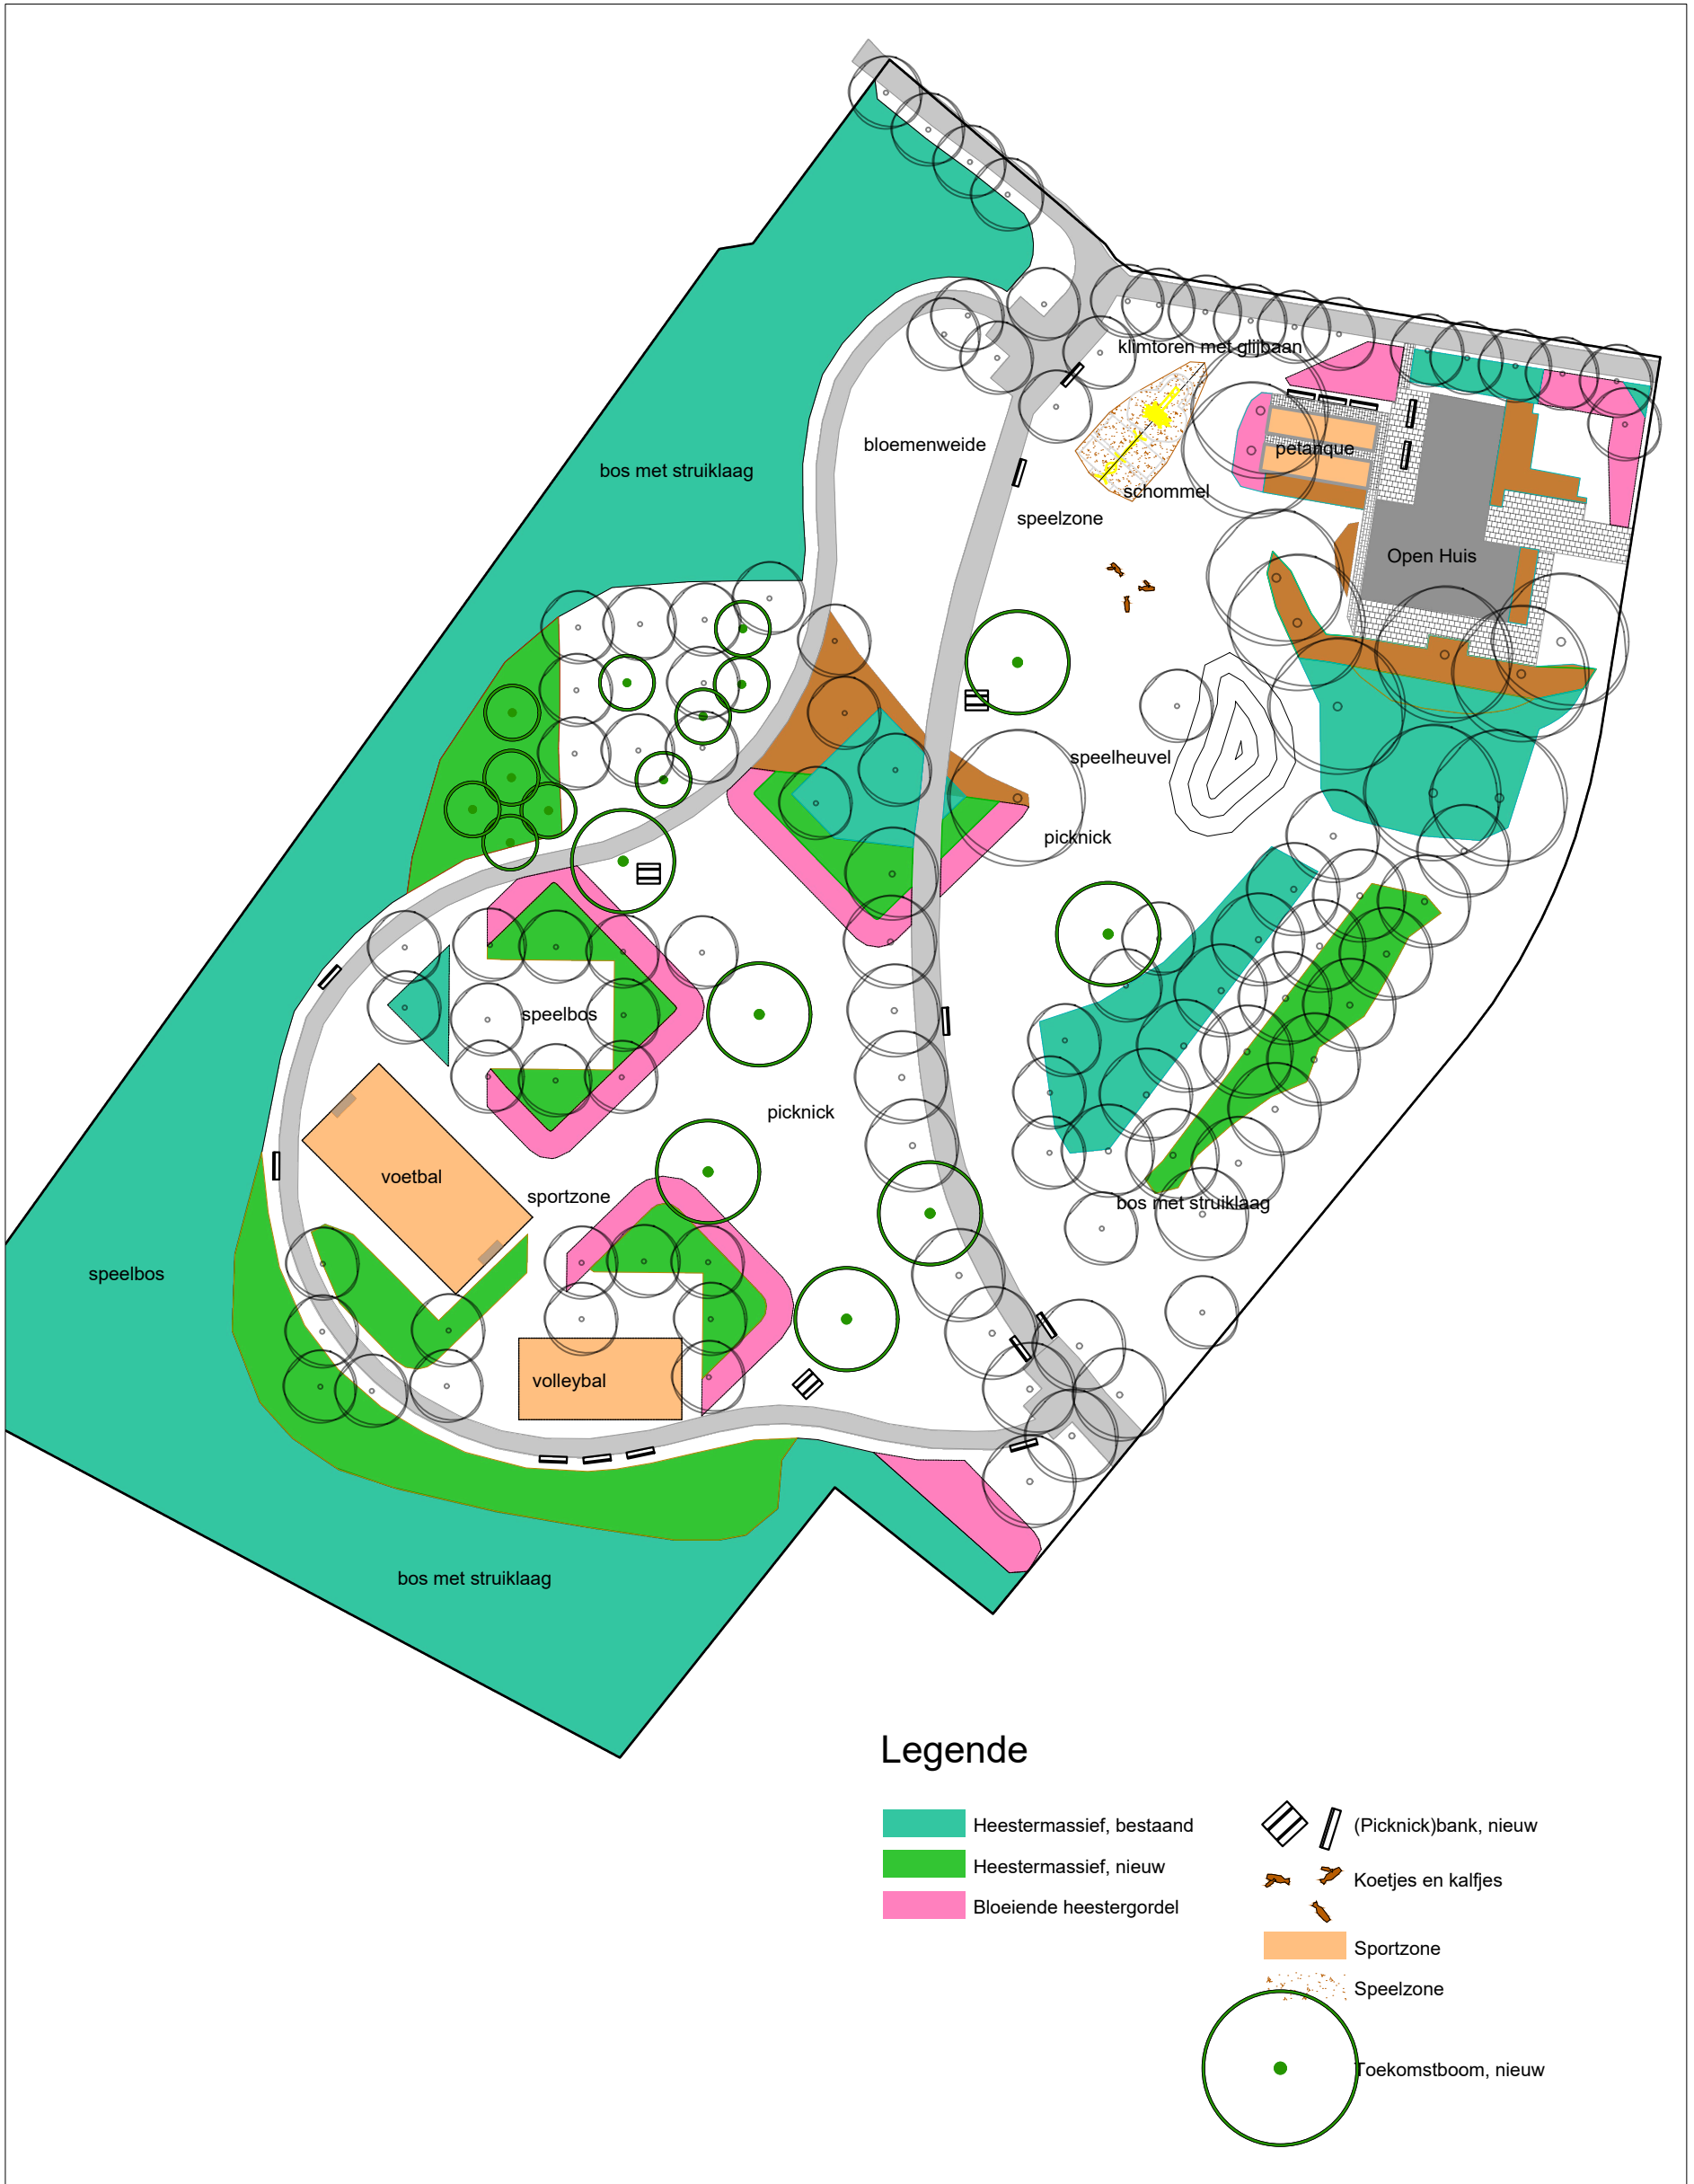 klimtoren met glijbaan
bloemenweide
petanque
bos met struiklaag
schommel
speelzone
Open Huis
speelheuvel
picknick
speelbos
picknick
voetbal
sportzone
bos met struiklaag
speelbos
volleybal
bos met struiklaag
Legende
Heestermassief, bestaand
Heestermassief, nieuw
Bloeiende heestergordel
(Picknick)bank, nieuw
Koetjes en kalfjes
Sportzone
Speelzone
Toekomstboom, nieuw